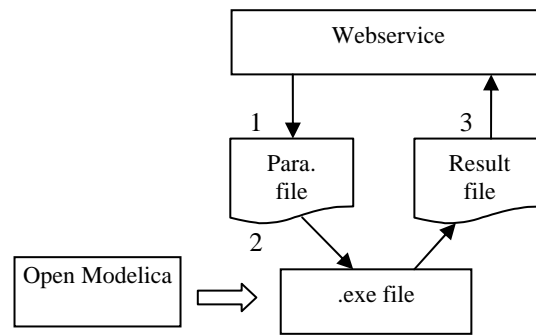 Webservice
1
3
Para.
file
Result
file
2
Open Modelica
.exe file